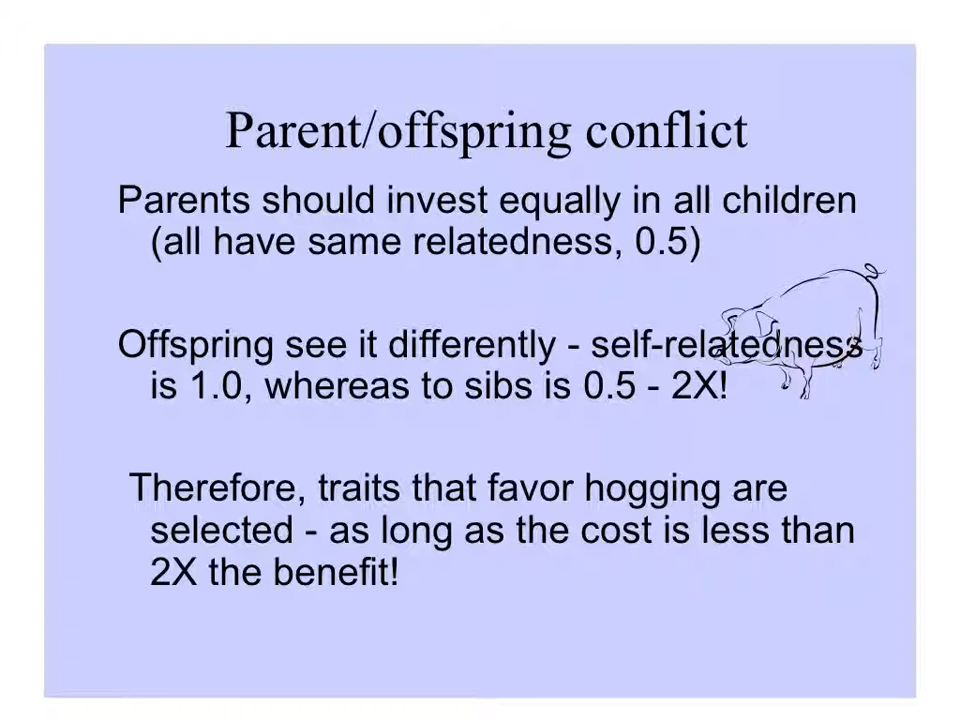 Parent/offspring conflict
Parents should invest equally in all children
(all have same relatedness, 0.5)
Offspring see it differently - self-relatedness
is 1.0, whereas to sibs is 0.5 - 2X!
Therefore, traits that favor hogging are
selected - as long as the cost is less than
2X the benefit!